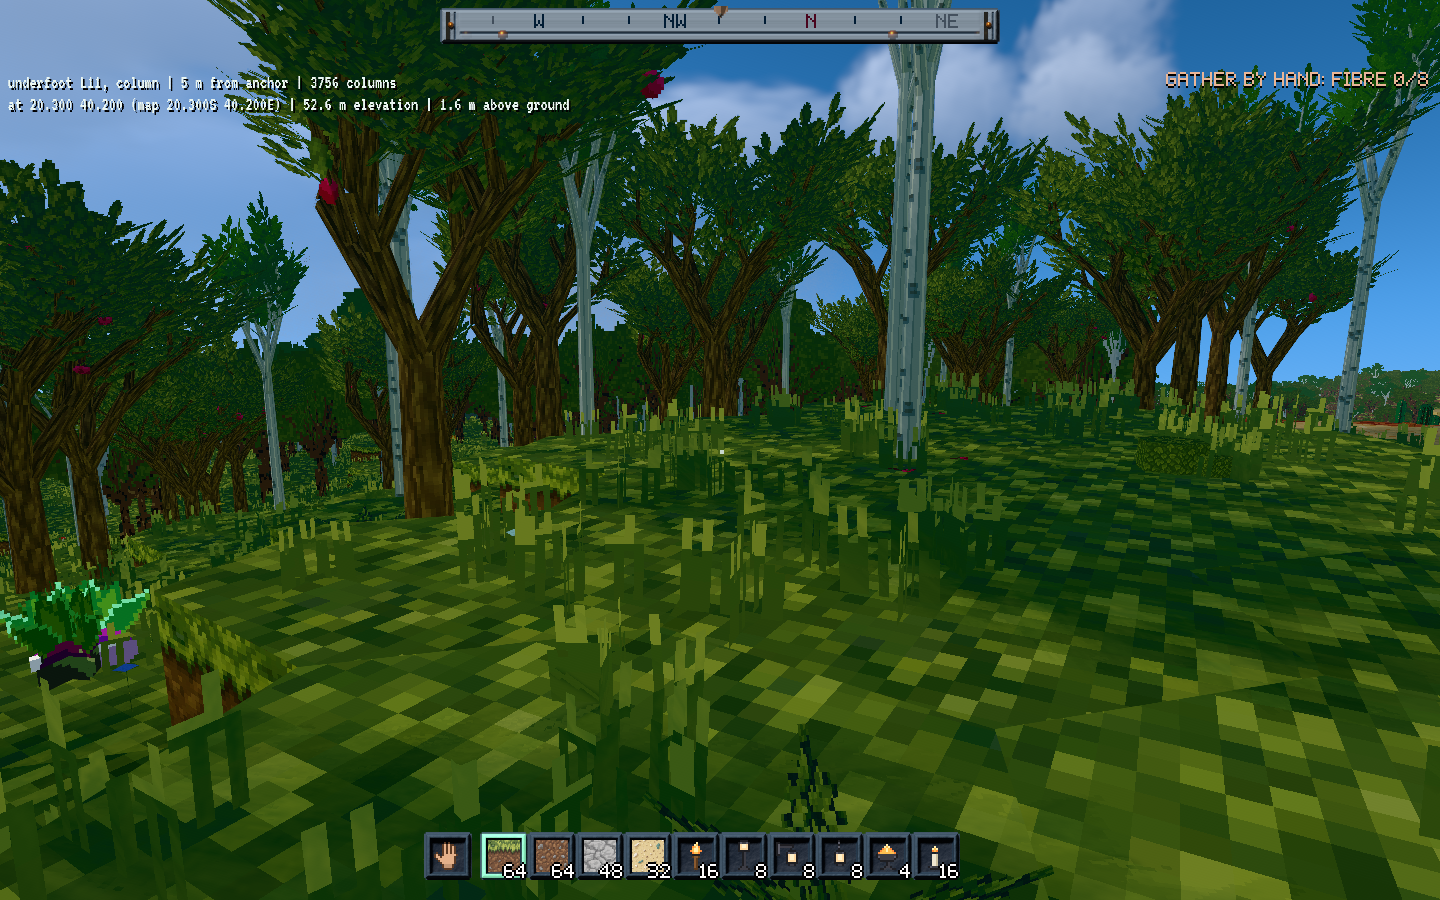 W NW N NE
underfoot L11, column | 5 m from anchor | 3756 columns
GATHER BY HAND: FIBRE 0/8
at 20.300 40.200 (map 20.300S 40.200E) | 52.6 m elevation | 1.6 m above ground
64 64 48 32 16 8 8 8 4 16